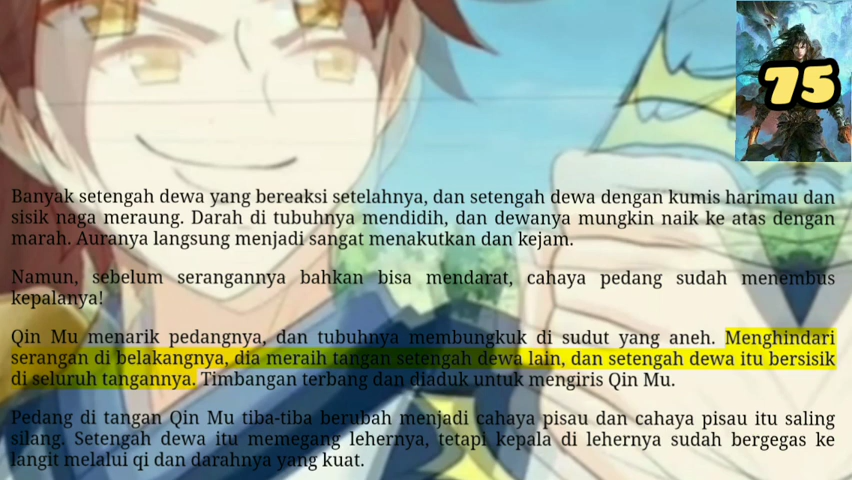 75
Banyak setengah dewa yang bereaksi setelahnya, dan setengah dewa dengan kumis harimau dan
sisik naga meraung. Darah di tubuhnya mendidih, dan dewanya mungkin naik ke atas dengan
marah. Auranya langsung menjadi sangat menakutkan dan kejam.
Namun, sebelum serangannya bahkan bisa mendarat, cahaya pedang sudah menembus
kepalanya!
Qin Mu menarik pedangnya, dan tubuhnya membungkuk di sudut yang aneh. Menghindari
serangan di belakangnya, dia meraih tangan setengah dewa lain, dan setengah dewa itu bersisik
di seluruh tangannya. Timbangan terbang dan diaduk untuk mengiris Qin Mu.
Pedang di tangan Qin Mu tiba-tiba berubah menjadi cahaya pisau dan cahaya pisau itu saling
silang. Setengah dewa itu memegang lehernya, tetapi kepala di lehernya sudah bergegas ke
langit melalui qi dan darahnya yang kuat.